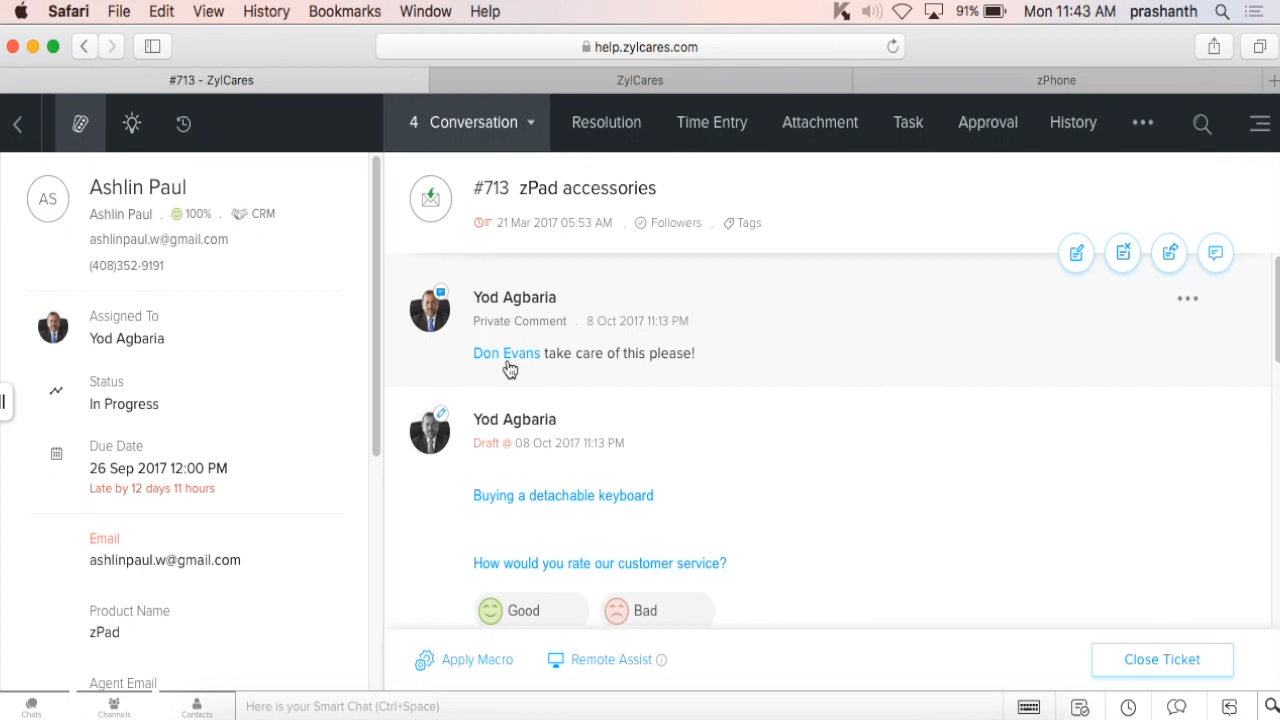 Safari File Edit View History Bookmarks Window Help 91% Mon 11:43 AM prashanth
help.zylcares.com
#713 - ZylCares ZylCares zPhone
4 Conversation Resolution Time Entry Attachment Task Approval History
AS
Ashlin Paul
Ashlin Paul . 100% . CRM
ashlinpaul.w@gmail.com
(408)352-9191
Assigned To
Yod Agbaria
Status
In Progress
Due Date
26 Sep 2017 12:00 PM
Late by 12 days 11 hours
Email
ashlinpaul.w@gmail.com
Product Name
zPad
Agent Email
#713 zPad accessories
21 Mar 2017 05:53 AM . Followers . Tags
Yod Agbaria
Private Comment . 8 Oct 2017 11:13 PM
Don Evans take care of this please!
Yod Agbaria
Draft @ 08 Oct 2017 11:13 PM
Buying a detachable keyboard
How would you rate our customer service?
Good Bad
Apply Macro Remote Assist Close Ticket
Chats Channels Contacts Here is your Smart Chat (Ctrl+Space)